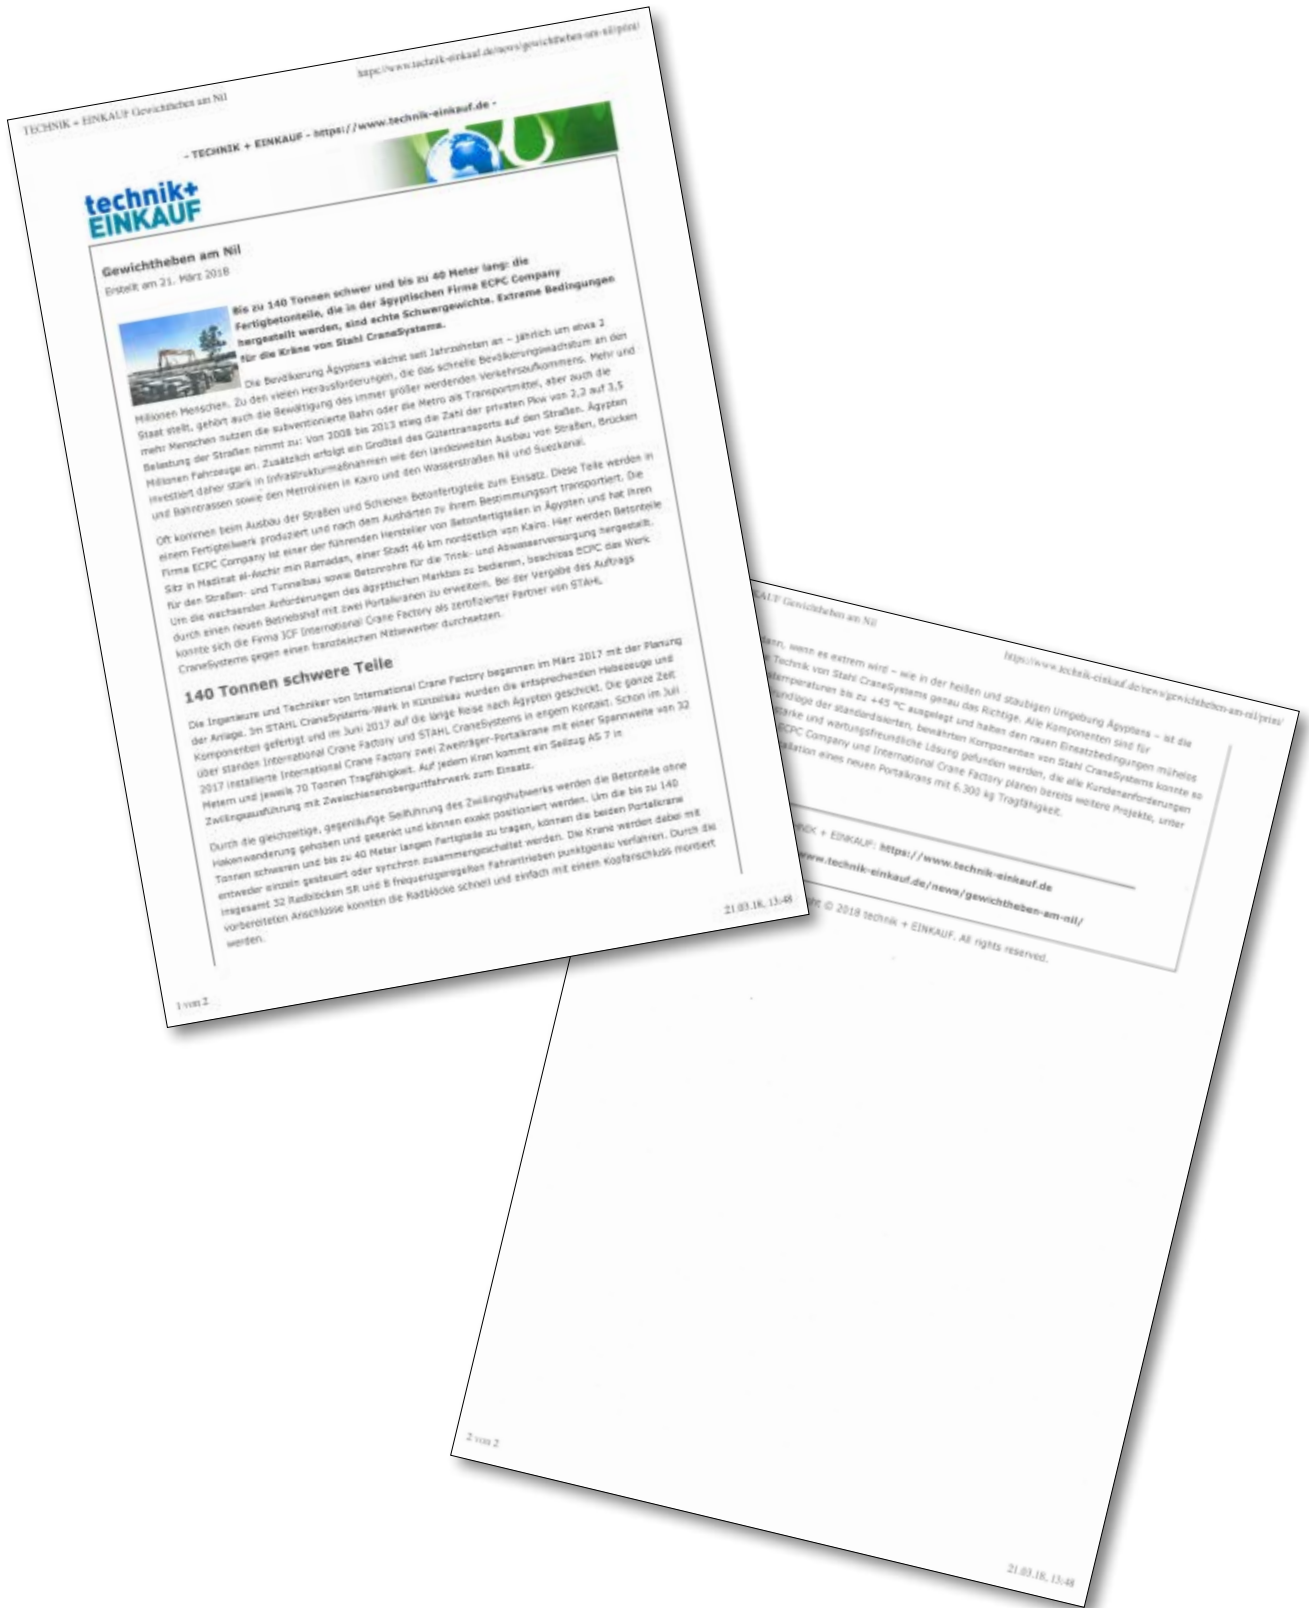 TECHNIK + EINKAUF Gewichtheben am Nil
https://www.technik-einkauf.de/news/gewichtheben-am-nil/print/
- TECHNIK + EINKAUF - https://www.technik-einkauf.de -
technik+
EINKAUF
Gewichtheben am Nil
Erstellt am 21. März 2018
Bis zu 140 Tonnen schwer und bis zu 40 Meter lang: die
Fertigbetonteile, die in der ägyptischen Firma ECPC Company
hergestellt werden, sind echte Schwergewichte. Extreme Bedingungen
für die Kräne von Stahl CraneSystems.
Die Bevölkerung Ägyptens wächst seit Jahrzehnten an – jährlich um etwa 2
Millionen Menschen. Zu den vielen Herausforderungen, die das schnelle Bevölkerungswachstum an den
Staat stellt, gehört auch die Bewältigung des immer größer werdenden Verkehrsaufkommens. Mehr und
mehr Menschen nutzen die subventionierte Bahn oder die Metro als Transportmittel, aber auch die
Belastung der Straßen nimmt zu: Von 2008 bis 2013 stieg die Zahl der privaten Pkw von 2,2 auf 3,5
Millionen Fahrzeuge an. Zusätzlich erfolgt ein Großteil des Gütertransports auf den Straßen. Ägypten
investiert daher stark in Infrastrukturmaßnahmen wie den landesweiten Ausbau von Straßen, Brücken
und Bahntrassen sowie den Metrolinien in Kairo und den Wasserstraßen Nil und Suezkanal.
Oft kommen beim Ausbau der Straßen und Schienen Betonfertigteile zum Einsatz. Diese Teile werden in
einem Fertigteilwerk produziert und nach dem Aushärten zu ihrem Bestimmungsort transportiert. Die
Firma ECPC Company ist einer der führenden Hersteller von Betonfertigteilen in Ägypten und hat ihren
Sitz in Madinat al-Aschir min Ramadan, einer Stadt 46 km nordöstlich von Kairo. Hier werden Betonteile
für den Straßen- und Tunnelbau sowie Betonrohre für die Trink- und Abwasserversorgung hergestellt.
Um die wachsenden Anforderungen des ägyptischen Marktes zu bedienen, beschloss ECPC das Werk
durch einen neuen Betriebshof mit zwei Portalkranen zu erweitern. Bei der Vergabe des Auftrags
konnte sich die Firma ICF International Crane Factory als zertifizierter Partner von STAHL
CraneSystems gegen einen französischen Mitbewerber durchsetzen.
140 Tonnen schwere Teile
Die Ingenieure und Techniker von International Crane Factory begannen im März 2017 mit der Planung
der Anlage. Im STAHL CraneSystems-Werk in Künzelsau wurden die entsprechenden Hebezeuge und
Komponenten gefertigt und im Juni 2017 auf die lange Reise nach Ägypten geschickt. Die ganze Zeit
über standen International Crane Factory und STAHL CraneSystems in engem Kontakt. Schon im Juli
2017 installierte International Crane Factory zwei Zweiträger-Portalkrane mit einer Spannweite von 32
Metern und jeweils 70 Tonnen Tragfähigkeit. Auf jedem Kran kommt ein Seilzug AS 7 in
Zwillingsausführung mit Zweischienenobergurtfahrwerk zum Einsatz.
Durch die gleichzeitige, gegenläufige Seilführung des Zwillingshubwerks werden die Betonteile ohne
Hakenwanderung gehoben und gesenkt und können exakt positioniert werden. Um die bis zu 140
Tonnen schweren und bis zu 40 Meter langen Fertigteile zu tragen, können die beiden Portalkrane
entweder einzeln gesteuert oder synchron zusammengeschaltet werden. Die Krane werden dabei mit
insgesamt 32 Radblöcken SR und 8 frequenzgeregelten Fahrantrieben punktgenau verfahren. Durch die
vorbereiteten Anschlüsse konnten die Radblöcke schnell und einfach mit einem Kopfanschluss montiert
werden.
1 von 2
21.03.18, 13:48
KAUF Gewichtheben am Nil
https://www.technik-einkauf.de/news/gewichtheben-am-nil/print/
dann, wenn es extrem wird – wie in der heißen und staubigen Umgebung Ägyptens – ist die
Technik von Stahl CraneSystems genau das Richtige. Alle Komponenten sind für
temperaturen bis zu +45 °C ausgelegt und haben den rauen Einsatzbedingungen mühelos
rundlage der standardisierten, bewährten Komponenten von Stahl CraneSystems konnte so
starke und wartungsfreundliche Lösung gefunden werden, die alle Kundenanforderungen
ECPC Company und International Crane Factory planen bereits weitere Projekte, unter
allation eines neuen Portalkrans mit 6.300 kg Tragfähigkeit.
HNIK + EINKAUF: https://www.technik-einkauf.de
www.technik-einkauf.de/news/gewichtheben-am-nil/
ht © 2018 technik + EINKAUF. All rights reserved.
2 von 2
21.03.18, 13:48